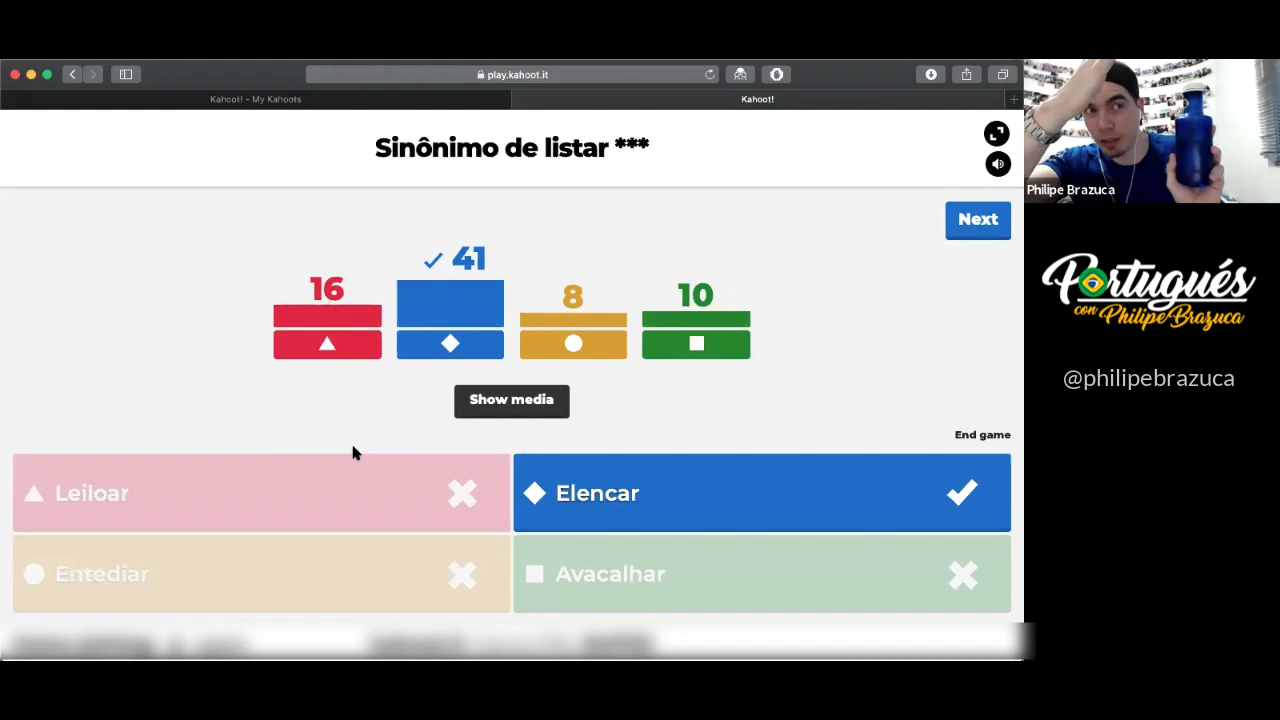 play.kahoot.it
Kahoot! - My Kahoots
Kahoot!
Sinônimo de listar ***
Philipe Brazuca
Next
16
41
8
10
Portugués
con Philipe Brazuca
@philipebrazuca
Show media
End game
Leiloar
Elencar
Entediar
Avacalhar